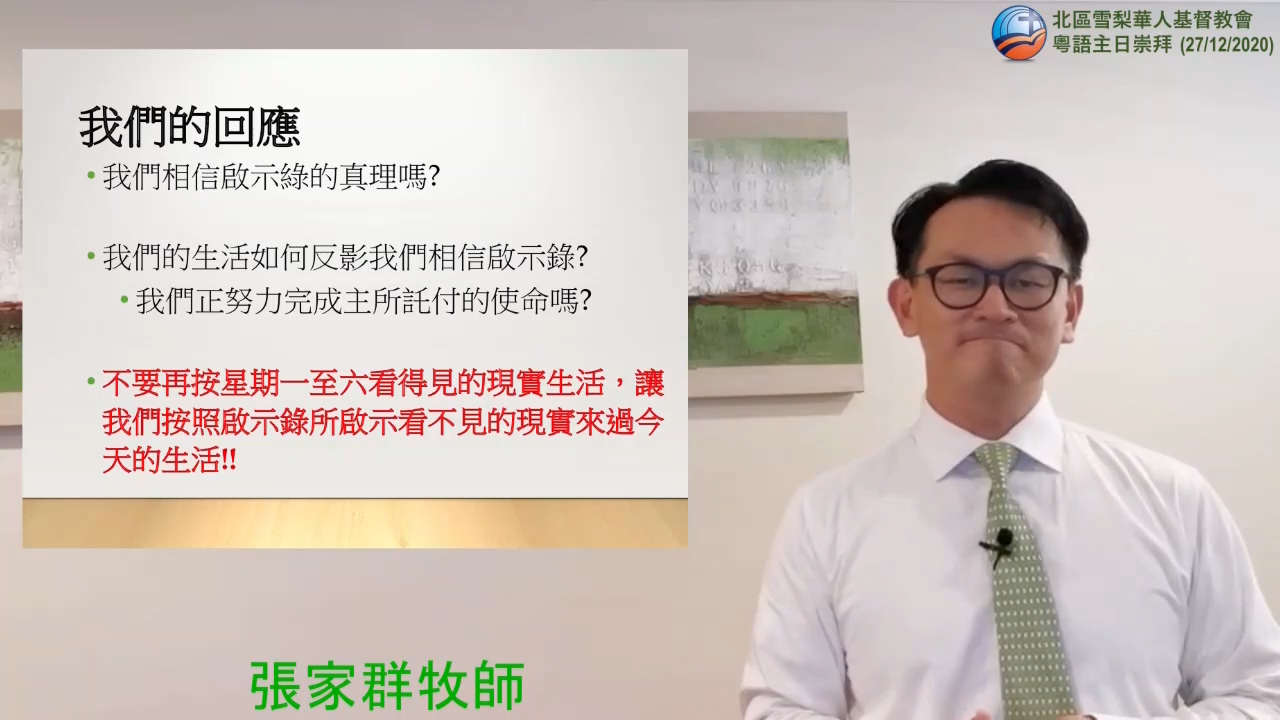 北區雪梨華人基督教會
粵語主日崇拜 (27/12/2020)
我們的回應
•我們相信啟示綠的真理嗎?
•我們的生活如何反影我們相信啟示錄?
•我們正努力完成主所託付的使命嗎?
•不要再按星期一至六看得見的現實生活，讓
我們按照啟示錄所啟示看不見的現實來過今
天的生活!!
張家群牧師